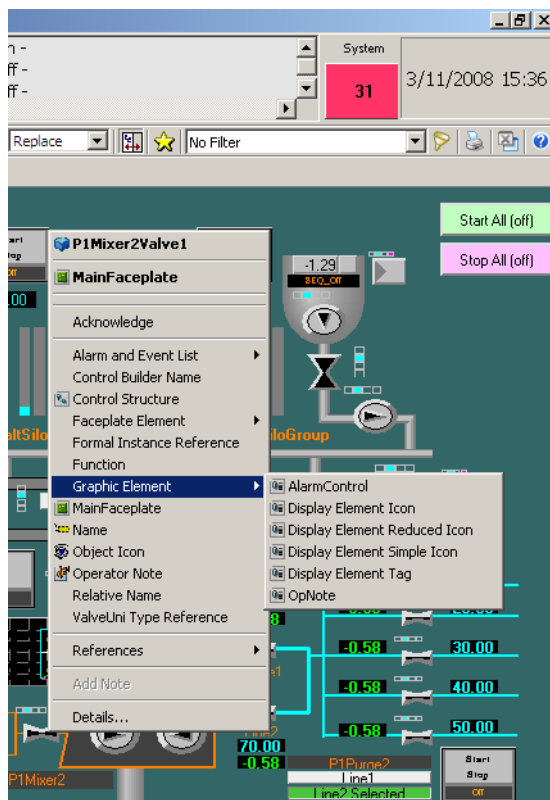 n -
ff -
ff -
System
31
3/11/2008 15:36
Replace
No Filter
Start All (off)
Stop All (off)
Start
Stop
Off
.00
P1Mixer2Valve1
MainFaceplate
Acknowledge
Alarm and Event List
Control Builder Name
Control Structure
Faceplate Element
Formal Instance Reference
Function
Graphic Element
MainFaceplate
Name
Object Icon
Operator Note
Relative Name
ValveUni Type Reference
References
Add Note
Details...
-1.29
SEQ_Off
altSilo
iloGroup
AlarmControl
Display Element Icon
Display Element Reduced Icon
Display Element Simple Icon
Display Element Tag
OpNote
-0.58 30.00
-0.58 40.00
-0.58 50.00
70.00
-0.58
P1Mixer2
P1Purge2
Line1
Line2 Selected
Start
Stop
Off